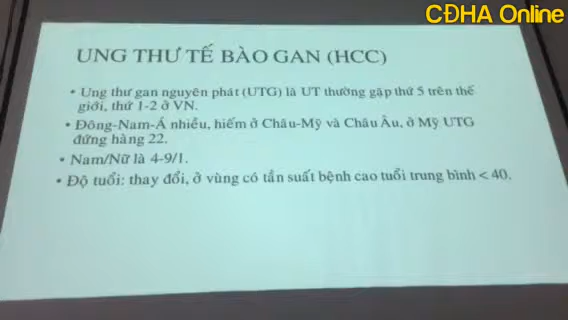 CĐHA Online
UNG THƯ TẾ BÀO GAN (HCC)
• Ung thư gan nguyên phát (UTG) là UT thường gặp thứ 5 trên thế
giới, thứ 1-2 ở VN.
• Đông-Nam-Á nhiều, hiếm ở Châu-Mỹ và Châu Âu, ở Mỹ UTG
đứng hàng 22.
• Nam/Nữ là 4-9/1.
• Độ tuổi: thay đổi, ở vùng có tần suất bệnh cao tuổi trung bình < 40.